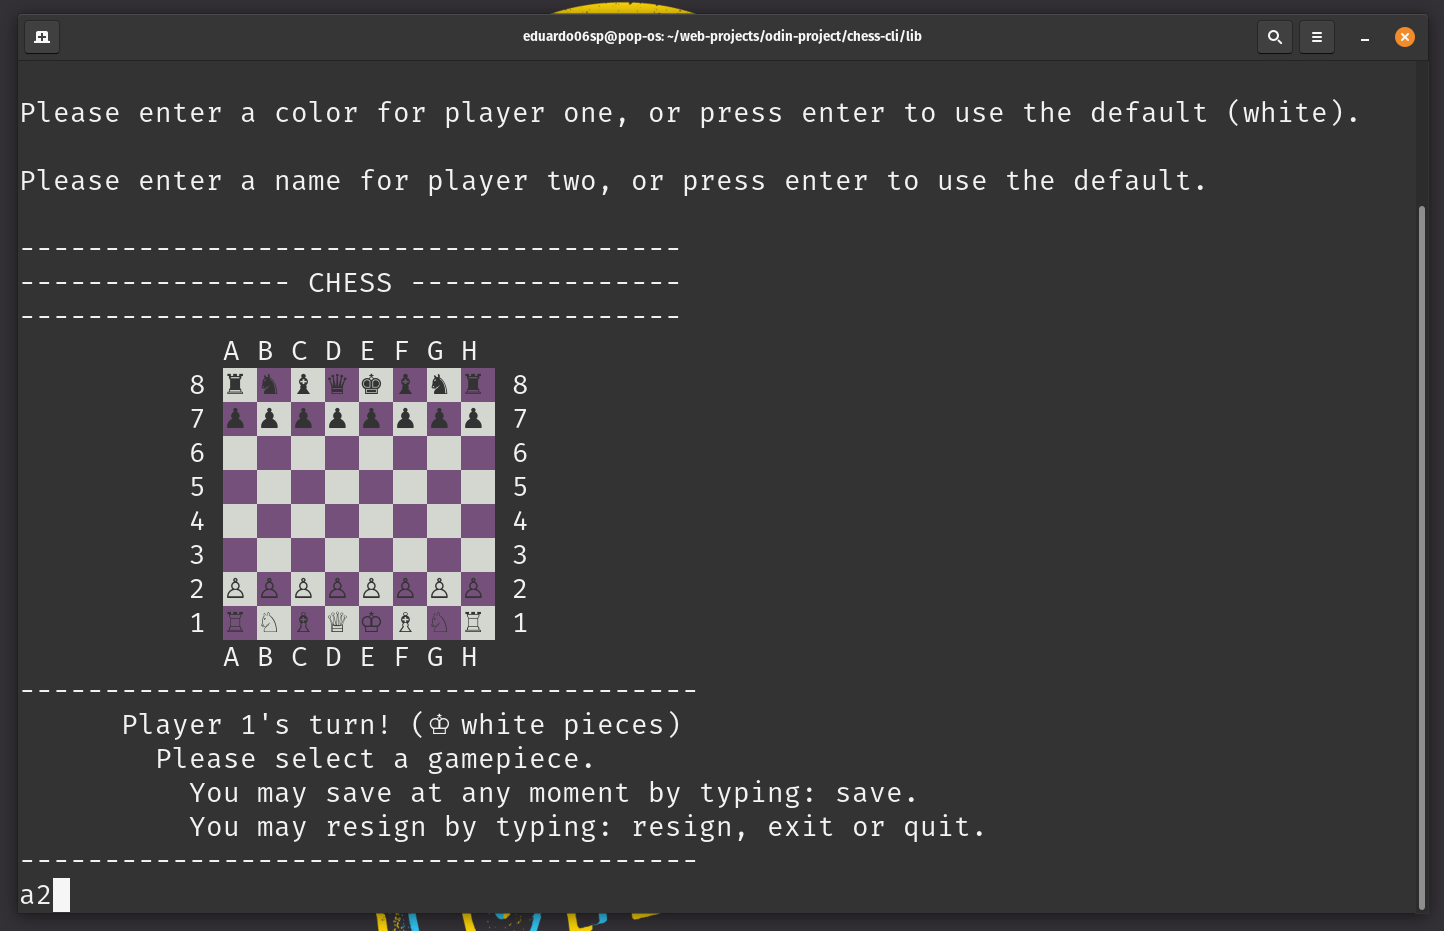 eduardo06sp@pop-os: ~/web-projects/odin-project/chess-cli/lib
Please enter a color for player one, or press enter to use the default (white).
Please enter a name for player two, or press enter to use the default.
---------------------------------------
---------------- CHESS ----------------
---------------------------------------
A B C D E F G H
8 ♜ ♞ ♝ ♛ ♚ ♝ ♞ ♜ 8
7 ♟ ♟ ♟ ♟ ♟ ♟ ♟ ♟ 7
6 6
5 5
4 4
3 3
2 ♙ ♙ ♙ ♙ ♙ ♙ ♙ ♙ 2
1 ♖ ♘ ♗ ♕ ♔ ♗ ♘ ♖ 1
A B C D E F G H
----------------------------------------
Player 1's turn! (♔ white pieces)
Please select a gamepiece.
You may save at any moment by typing: save.
You may resign by typing: resign, exit or quit.
----------------------------------------
a2